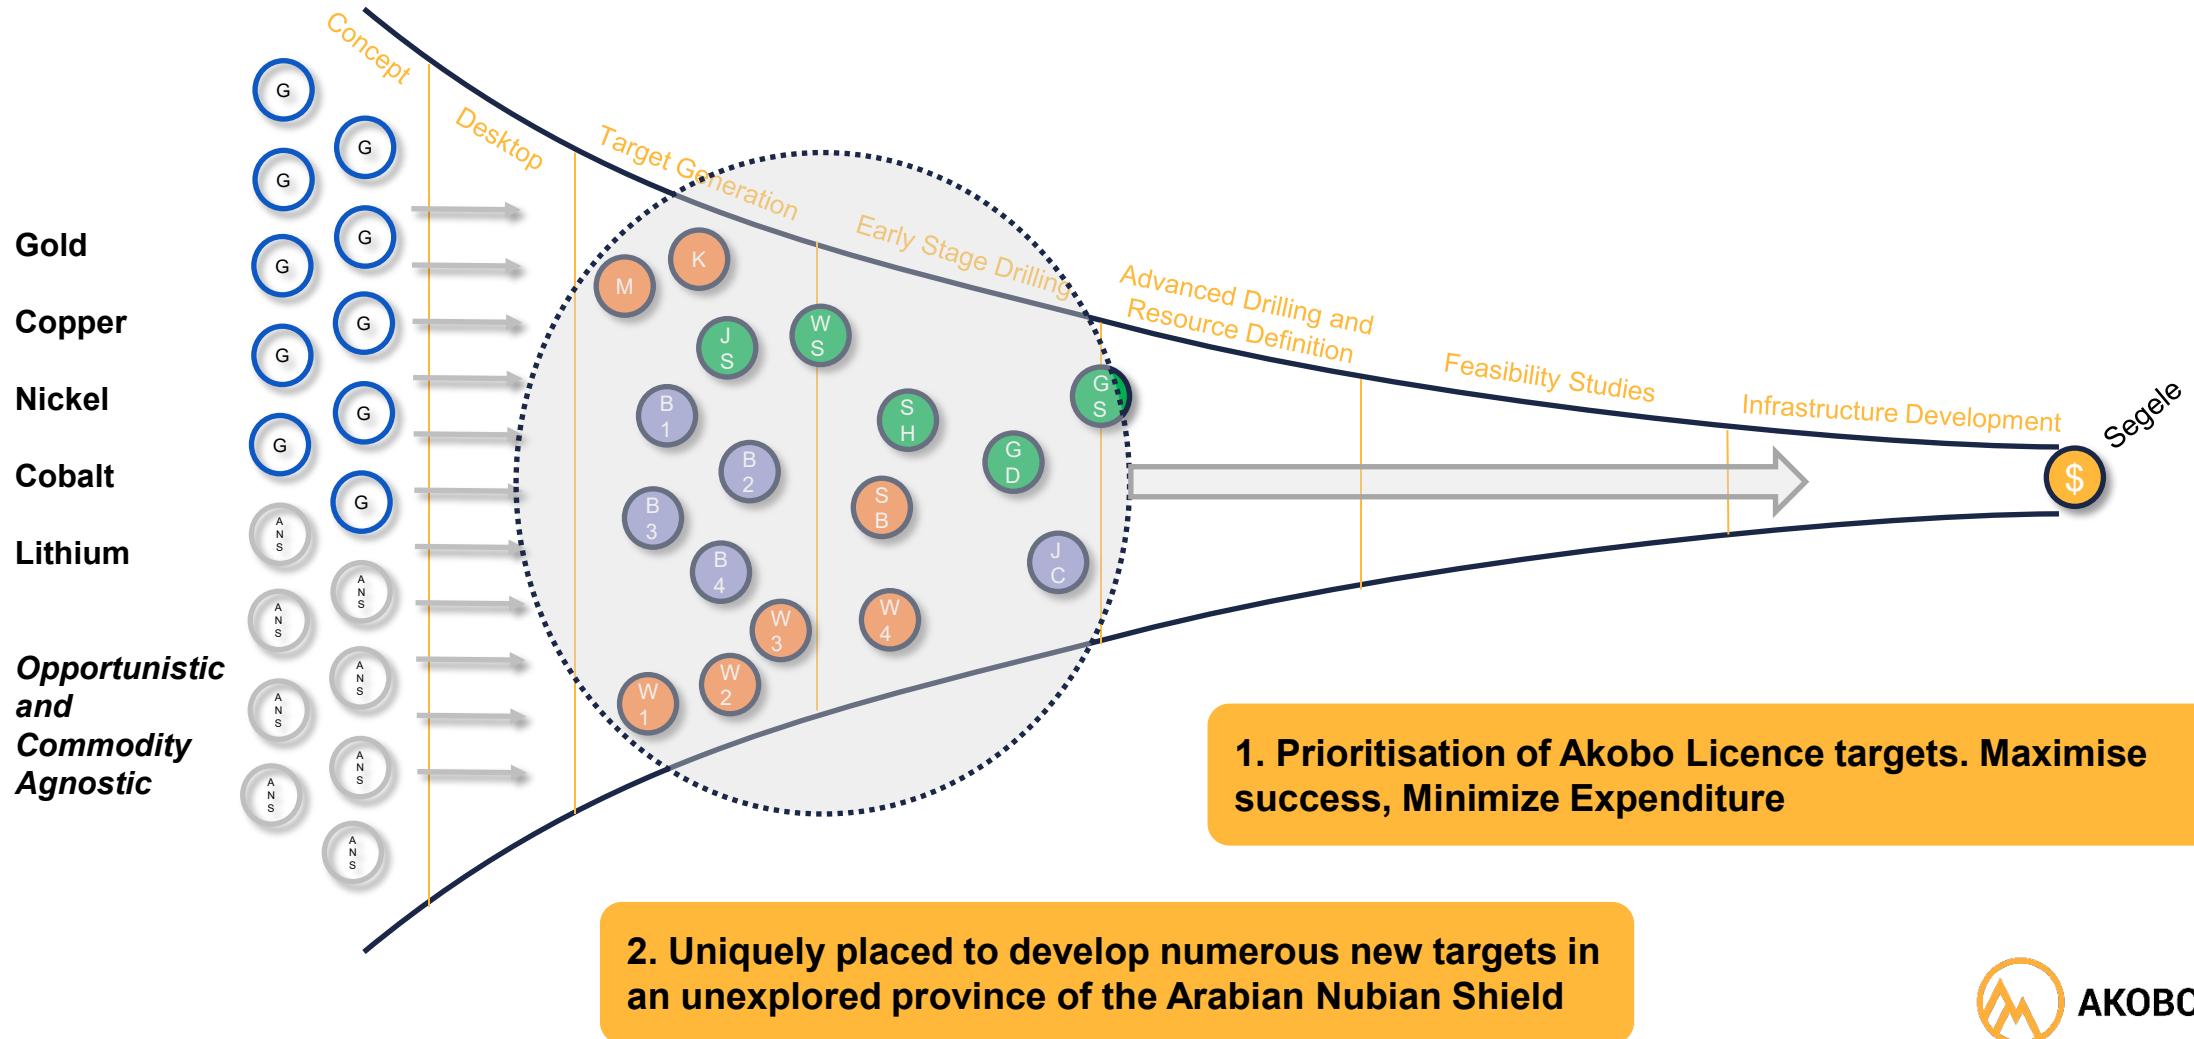 Concept
Desktop
Target Generation
Early Stage Drilling
Advanced Drilling and
Resource Definition
Feasibility Studies
Infrastructure Development
Segele
$
Gold
Copper
Nickel
Cobalt
Lithium
Opportunistic
and
Commodity
Agnostic
G
G
G
G
G
G
G
G
G
G
A
N
S
A
N
S
A
N
S
A
N
S
A
N
S
A
N
S
A
N
S
A
N
S
M
K
J
S
W
S
B
1
B
2
B
3
B
4
W
3
W
2
W
1
S
H
S
B
W
4
G
D
J
C
G
S
1. Prioritisation of Akobo Licence targets. Maximise
success, Minimize Expenditure
2. Uniquely placed to develop numerous new targets in
an unexplored province of the Arabian Nubian Shield
AKOBO